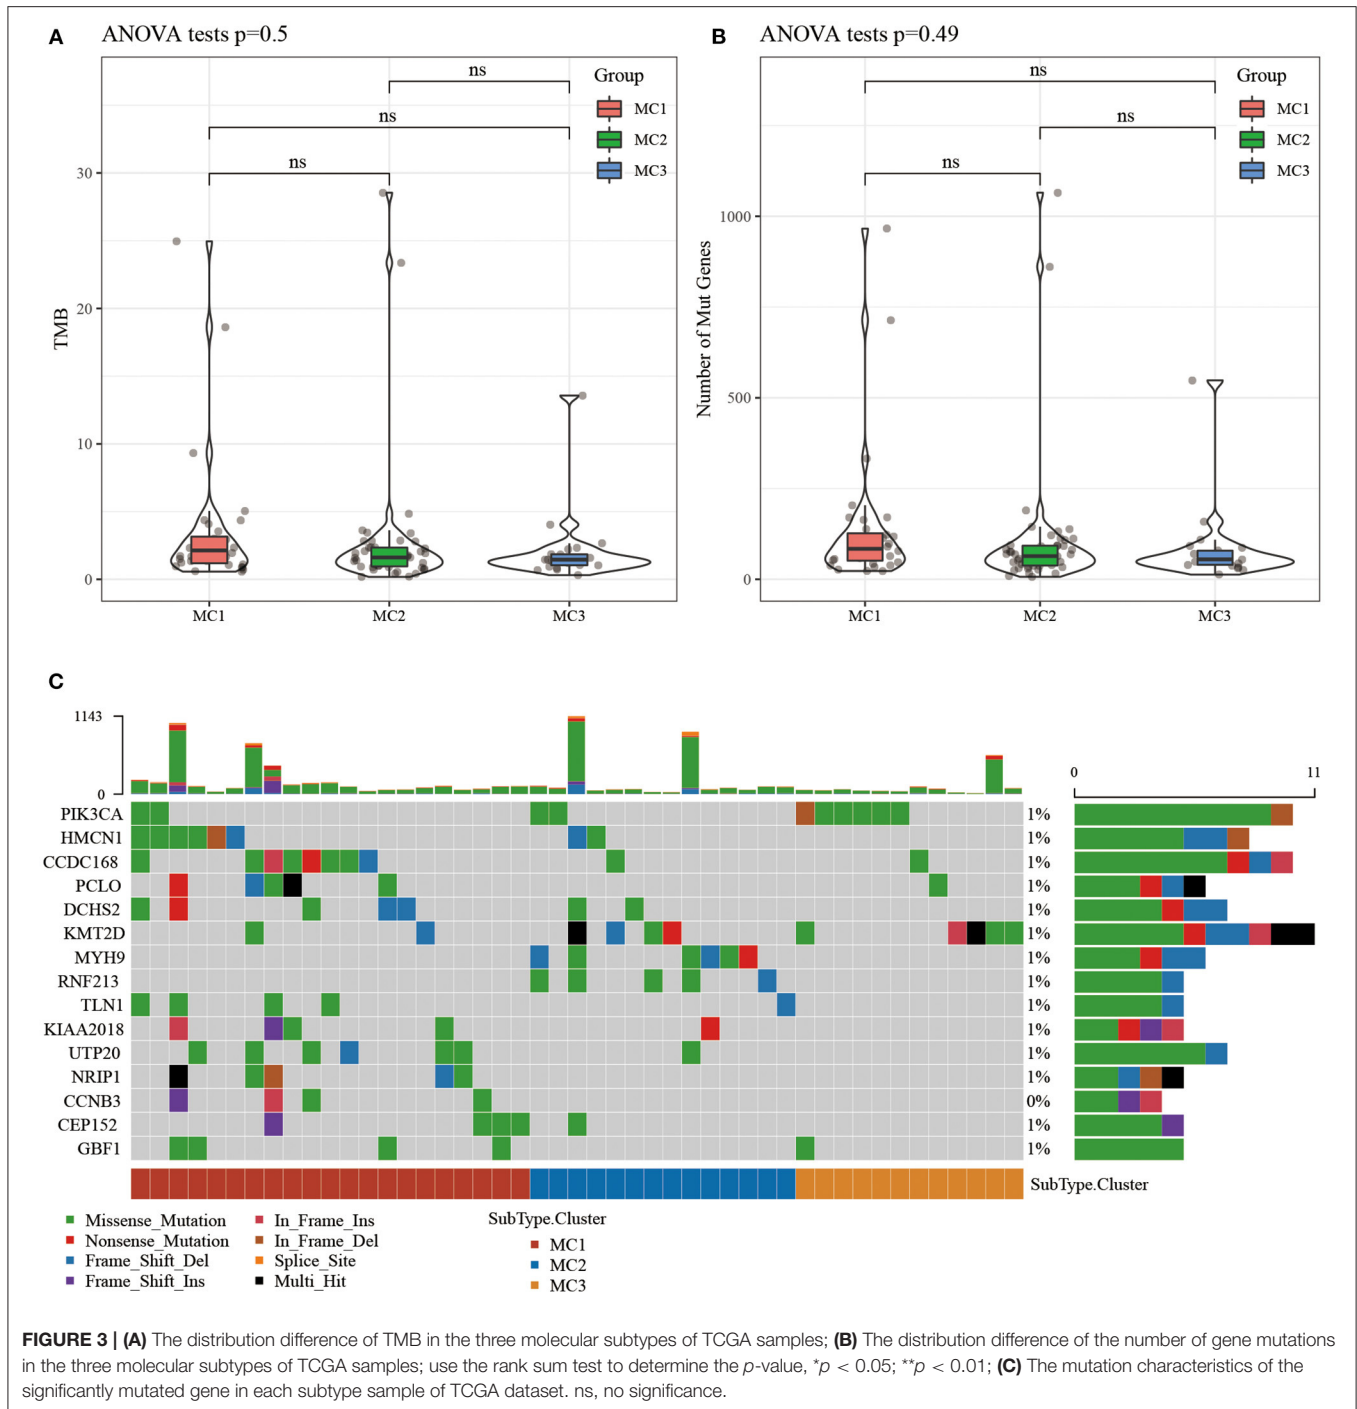 A ANOVA tests p=0.5
ns
ns
ns
Group
MC1
MC2
MC3
TMB
30
20
10
0
MC1 MC2 MC3
B ANOVA tests p=0.49
ns
ns
ns
Group
MC1
MC2
MC3
Number of Mut Genes
1000
500
0
MC1 MC2 MC3
C
1143
0
0 11
PIK3CA 1%
HMCN1 1%
CCDC168 1%
PCLO 1%
DCHS2 1%
KMT2D 1%
MYH9 1%
RNF213 1%
TLN1 1%
KIAA2018 1%
UTP20 1%
NRIP1 1%
CCNB3 0%
CEP152 1%
GBF1 1%
SubType.Cluster
Missense_Mutation
Nonsense_Mutation
Frame_Shift_Del
Frame_Shift_Ins
In_Frame_Ins
In_Frame_Del
Splice_Site
Multi_Hit
SubType.Cluster
MC1
MC2
MC3
FIGURE 3 | (A) The distribution difference of TMB in the three molecular subtypes of TCGA samples; (B) The distribution difference of the number of gene mutations
in the three molecular subtypes of TCGA samples; use the rank sum test to determine the p-value, *p < 0.05; **p < 0.01; (C) The mutation characteristics of the
significantly mutated gene in each subtype sample of TCGA dataset. ns, no significance.